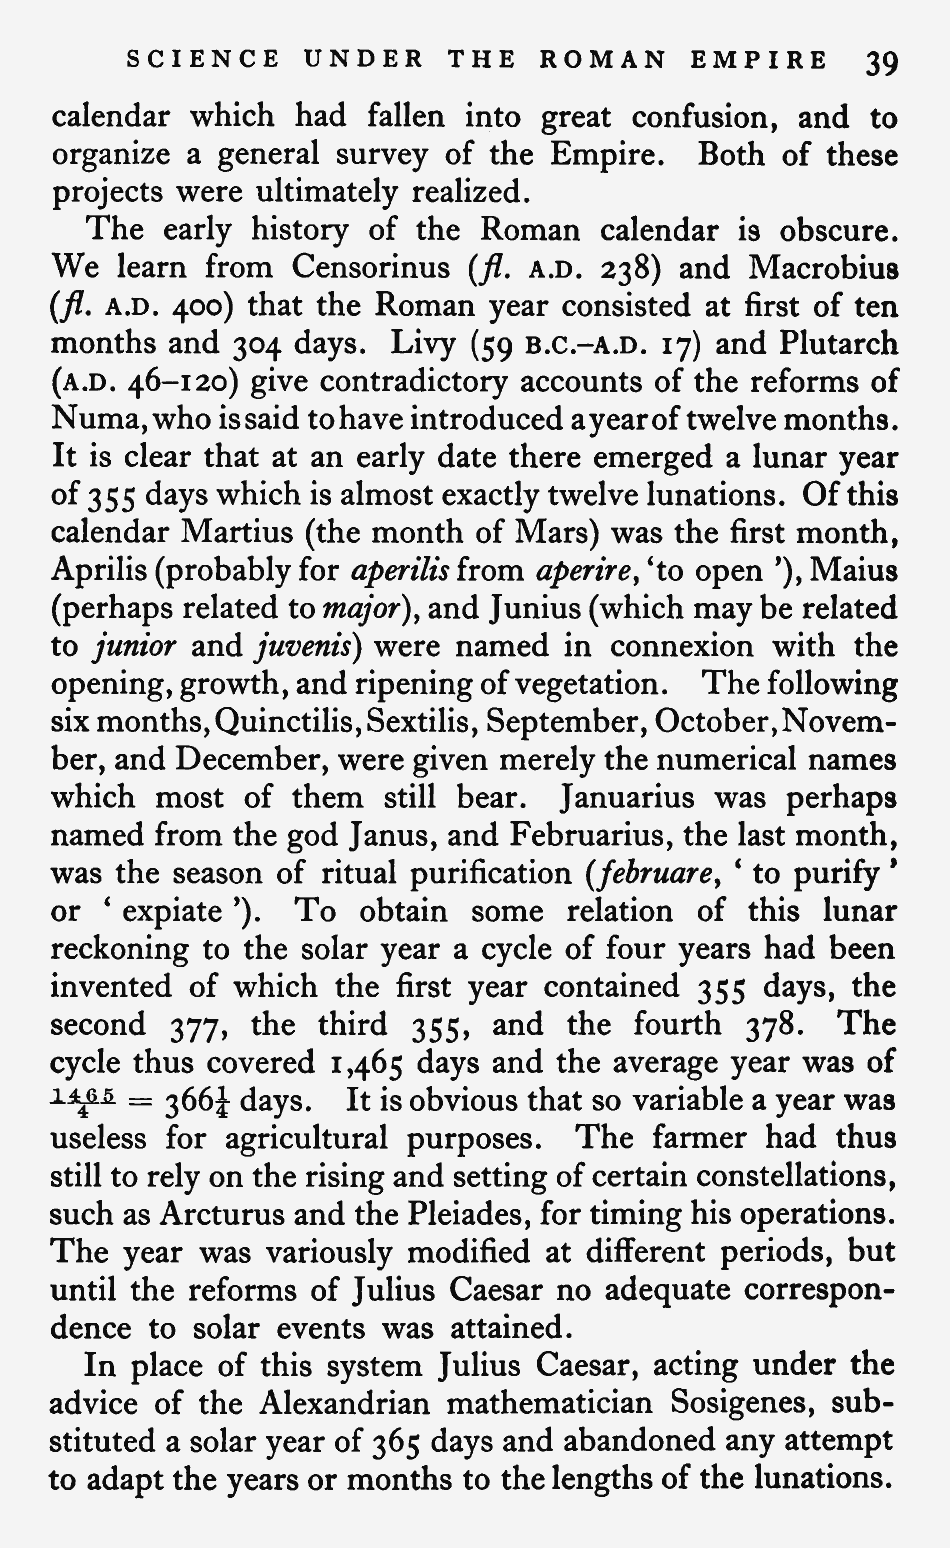 SCIENCE UNDER THE ROMAN EMPIRE 39
calendar which had fallen into great confusion, and to
organize a general survey of the Empire. Both of these
projects were ultimately realized.
The early history of the Roman calendar is obscure.
We learn from Censorinus (fl. A.D. 238) and Macrobius
(fl. A.D. 400) that the Roman year consisted at first of ten
months and 304 days. Livy (59 B.C.–A.D. 17) and Plutarch
(A.D. 46–120) give contradictory accounts of the reforms of
Numa, who is said to have introduced a year of twelve months.
It is clear that at an early date there emerged a lunar year
of 355 days which is almost exactly twelve lunations. Of this
calendar Martius (the month of Mars) was the first month,
Aprilis (probably for aperilis from aperire, ‘to open ’), Maius
(perhaps related to major), and Junius (which may be related
to junior and juvenis) were named in connexion with the
opening, growth, and ripening of vegetation. The following
six months, Quinctilis, Sextilis, September, October, Novem-
ber, and December, were given merely the numerical names
which most of them still bear. Januarius was perhaps
named from the god Janus, and Februarius, the last month,
was the season of ritual purification (februare, ‘ to purify ’
or ‘ expiate ’). To obtain some relation of this lunar
reckoning to the solar year a cycle of four years had been
invented of which the first year contained 355 days, the
second 377, the third 355, and the fourth 378. The
cycle thus covered 1,465 days and the average year was of
1465/4 = 366¼ days. It is obvious that so variable a year was
useless for agricultural purposes. The farmer had thus
still to rely on the rising and setting of certain constellations,
such as Arcturus and the Pleiades, for timing his operations.
The year was variously modified at different periods, but
until the reforms of Julius Caesar no adequate correspon-
dence to solar events was attained.
In place of this system Julius Caesar, acting under the
advice of the Alexandrian mathematician Sosigenes, sub-
stituted a solar year of 365 days and abandoned any attempt
to adapt the years or months to the lengths of the lunations.